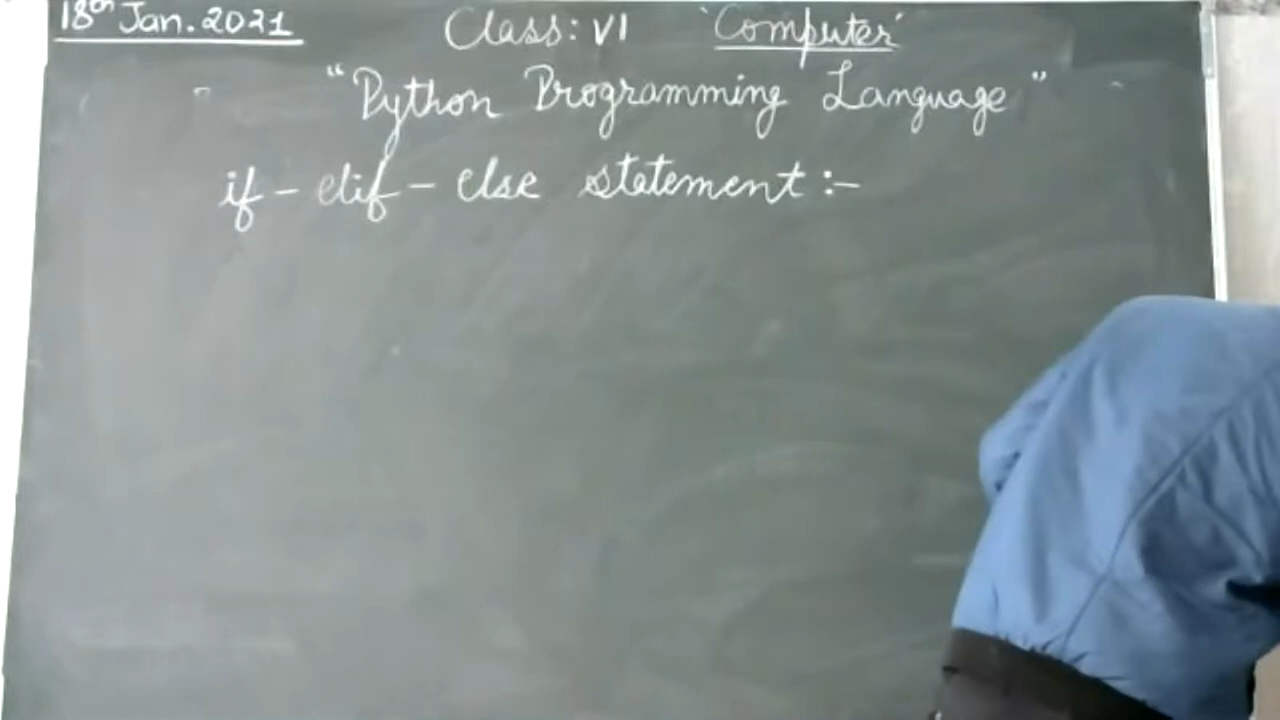 18th Jan. 2021 Class: VI 'Computer'
"Python Programming Language"
if - elif - else statement :-